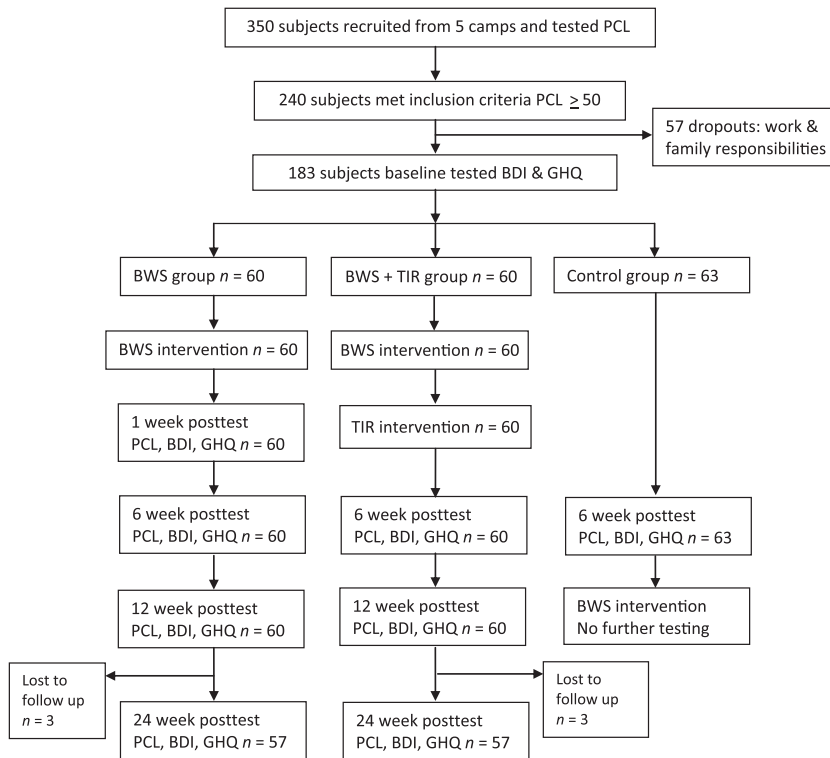 350 subjects recruited from 5 camps and tested PCL
240 subjects met inclusion criteria PCL ≥ 50
57 dropouts: work &
family responsibilities
183 subjects baseline tested BDI & GHQ
BWS group n = 60
BWS + TIR group n = 60
Control group n = 63
BWS intervention n = 60
BWS intervention n = 60
1 week posttest
PCL, BDI, GHQ n = 60
TIR intervention n = 60
6 week posttest
PCL, BDI, GHQ n = 60
6 week posttest
PCL, BDI, GHQ n = 60
6 week posttest
PCL, BDI, GHQ n = 63
12 week posttest
PCL, BDI, GHQ n = 60
12 week posttest
PCL, BDI, GHQ n = 60
BWS intervention
No further testing
Lost to
follow up
n = 3
Lost to
follow up
n = 3
24 week posttest
PCL, BDI, GHQ n = 57
24 week posttest
PCL, BDI, GHQ n = 57